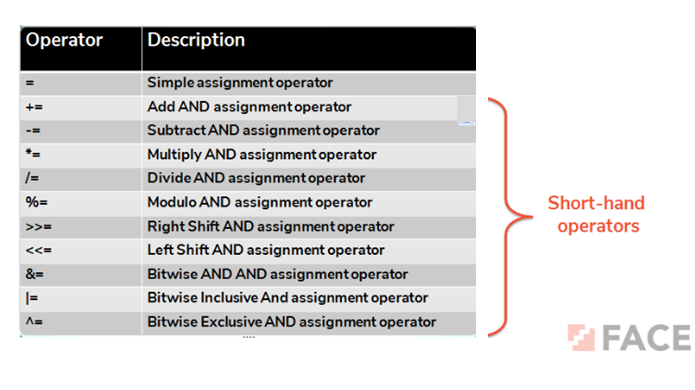 Operator Description
= Simple assignment operator
+= Add AND assignment operator
-= Subtract AND assignment operator
*= Multiply AND assignment operator
/= Divide AND assignment operator
%= Modulo AND assignment operator
>>= Right Shift AND assignment operator
<<= Left Shift AND assignment operator
&= Bitwise AND AND assignment operator
|= Bitwise Inclusive And assignment operator
^= Bitwise Exclusive AND assignment operator
Short-hand
operators
FACE